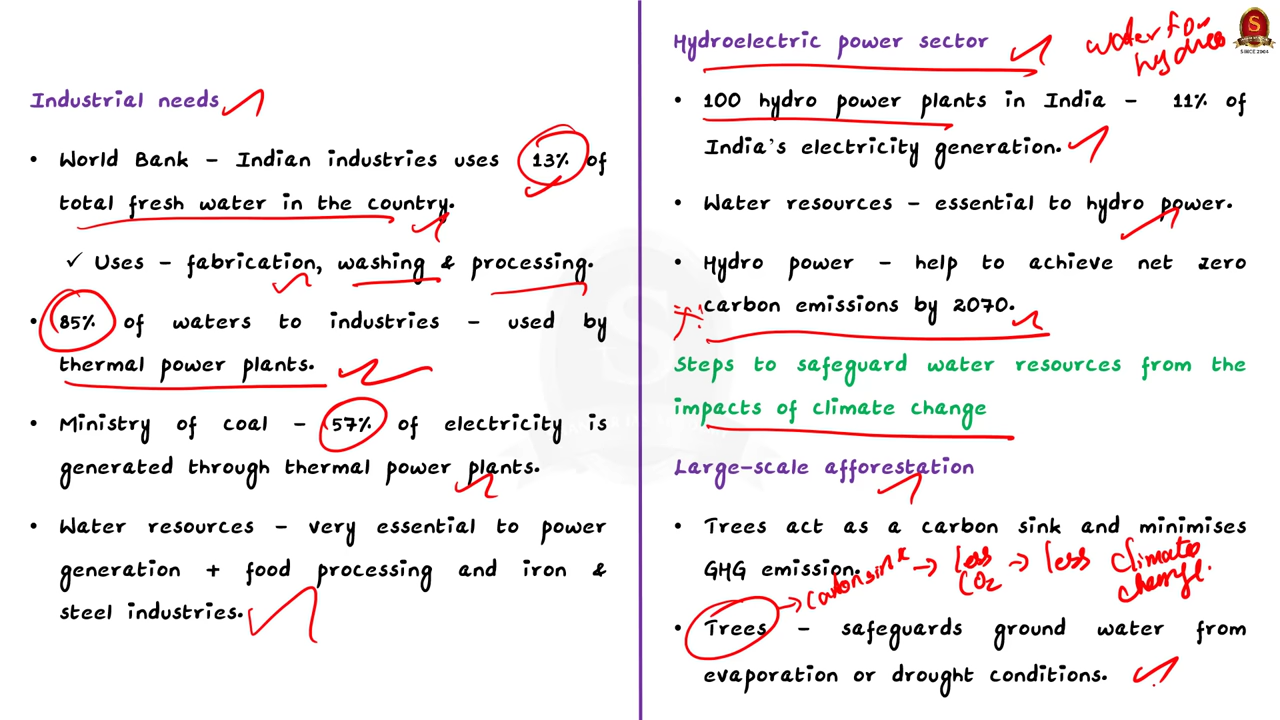 Industrial needs
• World Bank – Indian industries uses 13% of
total fresh water in the country.
✓ Uses – fabrication, washing & processing.
• 85% of waters to industries – used by
thermal power plants.
• Ministry of coal – 57% of electricity is
generated through thermal power plants.
• Water resources – very essential to power
generation + food processing and iron &
steel industries.
Hydroelectric power sector
water for
hydro
S
SINCE 2004
• 100 hydro power plants in India – 11% of
India's electricity generation.
• Water resources – essential to hydro power.
• Hydro power – help to achieve net zero
carbon emissions by 2070.
Steps to safeguard water resources from the
impacts of climate change
Large-scale afforestation
• Trees act as a carbon sink and minimises
GHG emission.
→ carbon sink → less CO2 → less climate change.
• Trees – safeguards ground water from
evaporation or drought conditions.